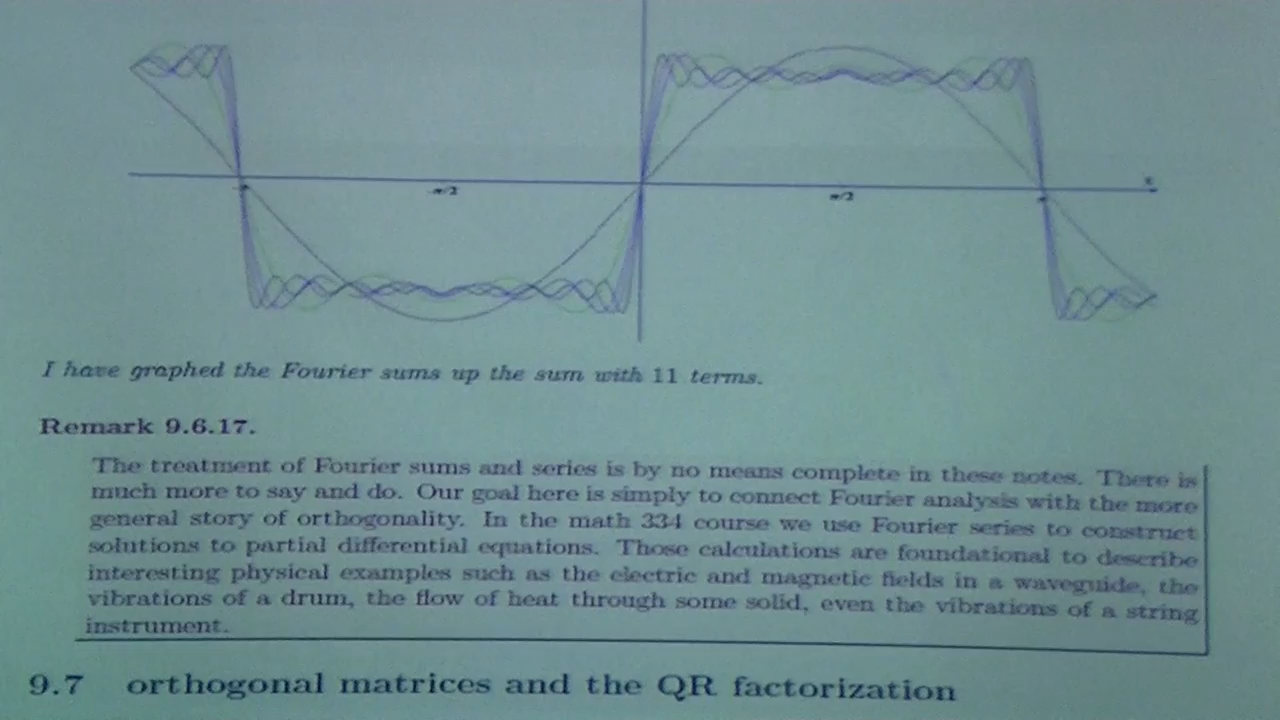 -π/2
π/2
I have graphed the Fourier sums up the sum with 11 terms.
Remark 9.6.17.
The treatment of Fourier sums and series is by no means complete in these notes. There is
much more to say and do. Our goal here is simply to connect Fourier analysis with the more
general story of orthogonality. In the math 334 course we use Fourier series to construct
solutions to partial differential equations. Those calculations are foundational to describe
interesting physical examples such as the electric and magnetic fields in a waveguide, the
vibrations of a drum, the flow of heat through some solid, even the vibrations of a string
instrument.
9.7 orthogonal matrices and the QR factorization